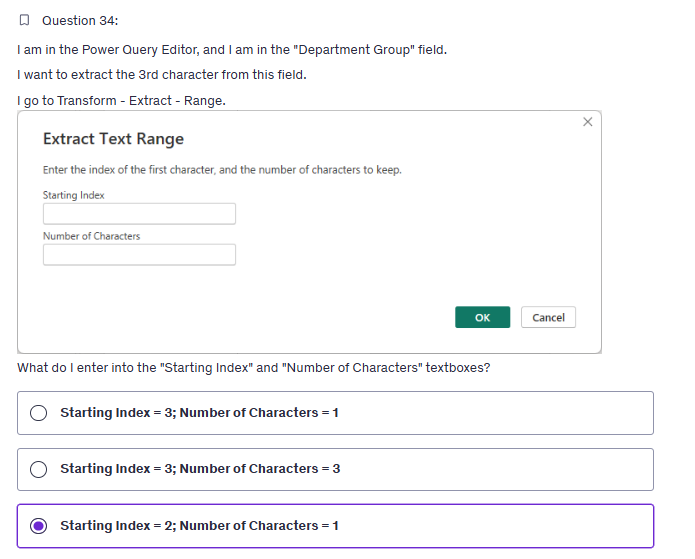 Question 34:
I am in the Power Query Editor, and I am in the "Department Group" field.
I want to extract the 3rd character from this field.
I go to Transform - Extract - Range.
Extract Text Range
Enter the index of the first character, and the number of characters to keep.
Starting Index
Number of Characters
OK Cancel
What do I enter into the "Starting Index" and "Number of Characters" textboxes?
Starting Index = 3; Number of Characters = 1
Starting Index = 3; Number of Characters = 3
Starting Index = 2; Number of Characters = 1